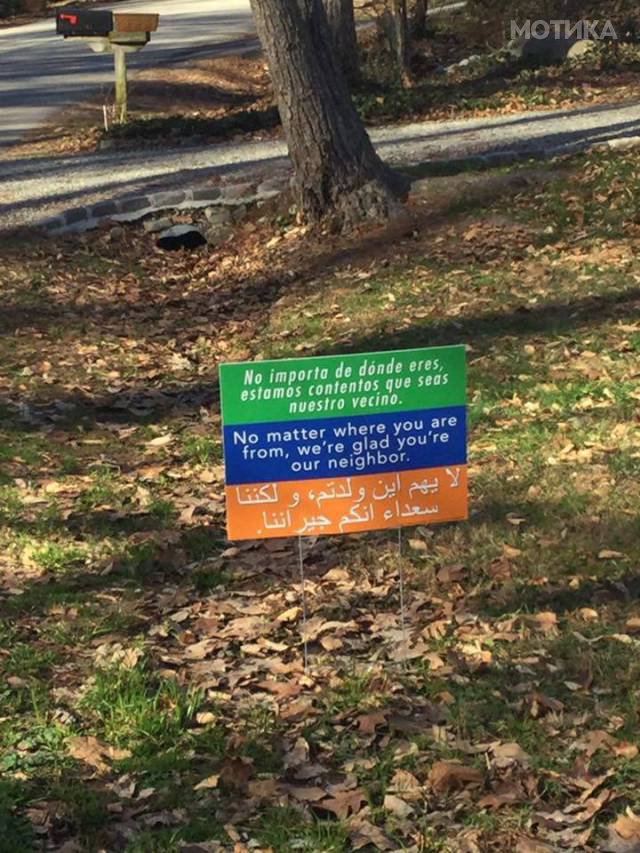 МОТИКА
No importa de dónde eres,
estamos contentos que seas
nuestro vecino.
No matter where you are
from, we're glad you're
our neighbor.
لا يهم اين ولدتم، و لكننا
سعداء انكم جيراننا.